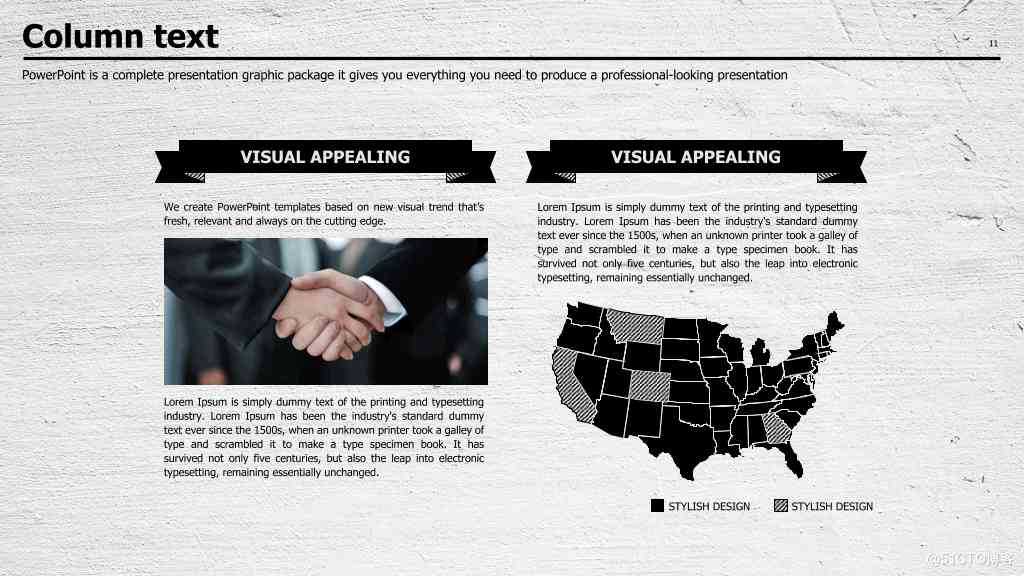 Column text
11
PowerPoint is a complete presentation graphic package it gives you everything you need to produce a professional-looking presentation
VISUAL APPEALING
We create PowerPoint templates based on new visual trend that's
fresh, relevant and always on the cutting edge.
Lorem Ipsum is simply dummy text of the printing and typesetting
industry. Lorem Ipsum has been the industry's standard dummy
text ever since the 1500s, when an unknown printer took a galley of
type and scrambled it to make a type specimen book. It has
survived not only five centuries, but also the leap into electronic
typesetting, remaining essentially unchanged.
VISUAL APPEALING
Lorem Ipsum is simply dummy text of the printing and typesetting
industry. Lorem Ipsum has been the industry's standard dummy
text ever since the 1500s, when an unknown printer took a galley of
type and scrambled it to make a type specimen book. It has
survived not only five centuries, but also the leap into electronic
typesetting, remaining essentially unchanged.
STYLISH DESIGN
STYLISH DESIGN
@51CTO博客